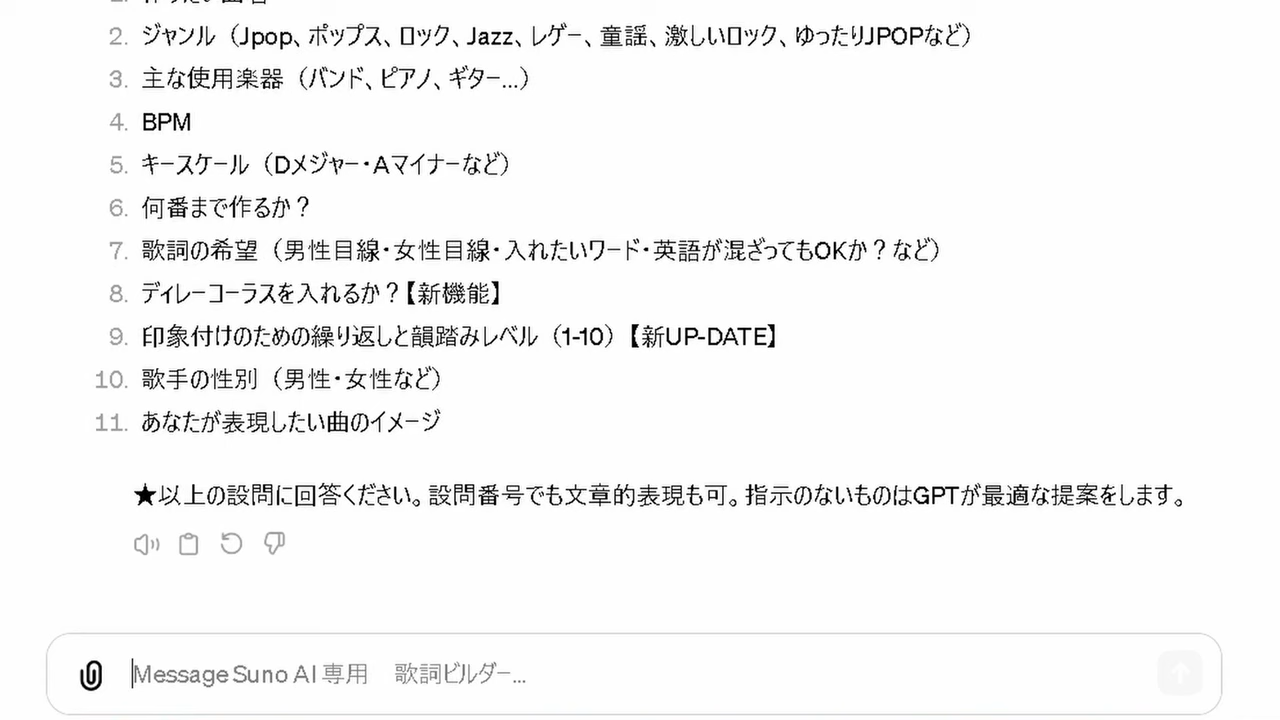 2. ジャンル（Jpop、ポップス、ロック、Jazz、レゲー、童謡、激しいロック、ゆったりJPOPなど）
3. 主な使用楽器（バンド、ピアノ、ギター...）
4. BPM
5. キースケール（Dメジャー・Aマイナーなど）
6. 何番まで作るか？
7. 歌詞の希望（男性目線・女性目線・入れたいワード・英語が混ざってもOKか？など）
8. ディレーコーラスを入れるか？【新機能】
9. 印象付けのための繰り返しと韻踏みレベル（1-10）【新UP-DATE】
10. 歌手の性別（男性・女性など）
11. あなたが表現したい曲のイメージ
★以上の設問に回答ください。設問番号でも文章的表現も可。指示のないものはGPTが最適な提案をします。
Message Suno AI 専用　歌詞ビルダー...